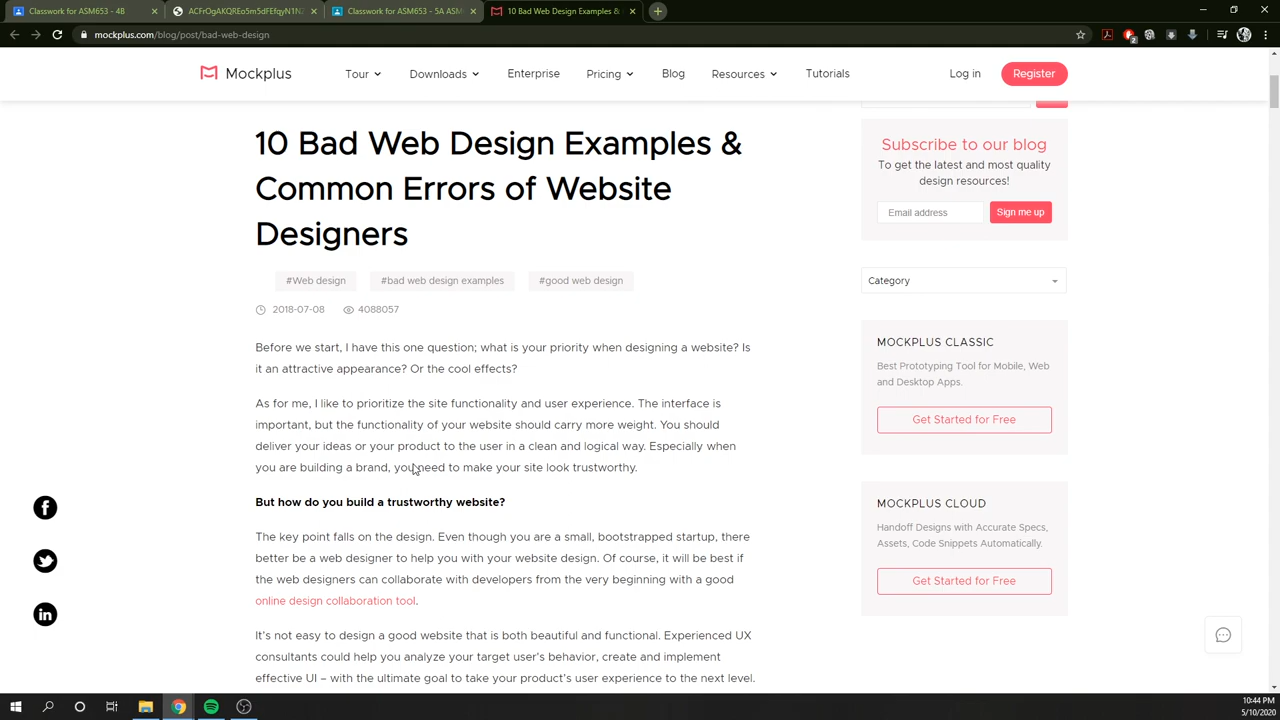 Classwork for ASM653 - 4B
ACFrOgAKQREo5m5dFEfqyN1N
Classwork for ASM653 - 5A ASM
10 Bad Web Design Examples &
mockplus.com/blog/post/bad-web-design
Mockplus
Tour
Downloads
Enterprise
Pricing
Blog
Resources
Tutorials
Log in
Register
10 Bad Web Design Examples &
Common Errors of Website
Designers
#Web design
#bad web design examples
#good web design
2018-07-08
4088057
Before we start, I have this one question; what is your priority when designing a website? Is
it an attractive appearance? Or the cool effects?
As for me, I like to prioritize the site functionality and user experience. The interface is
important, but the functionality of your website should carry more weight. You should
deliver your ideas or your product to the user in a clean and logical way. Especially when
you are building a brand, you need to make your site look trustworthy.
But how do you build a trustworthy website?
The key point falls on the design. Even though you are a small, bootstrapped startup, there
better be a web designer to help you with your website design. Of course, it will be best if
the web designers can collaborate with developers from the very beginning with a good
online design collaboration tool.
It's not easy to design a good website that is both beautiful and functional. Experienced UX
consultants could help you analyze your target user's behavior, create and implement
effective UI – with the ultimate goal to take your product's user experience to the next level.
Subscribe to our blog
To get the latest and most quality
design resources!
Email address
Sign me up
Category
MOCKPLUS CLASSIC
Best Prototyping Tool for Mobile, Web
and Desktop Apps.
Get Started for Free
MOCKPLUS CLOUD
Handoff Designs with Accurate Specs,
Assets, Code Snippets Automatically.
Get Started for Free
10:44 PM
5/10/2020